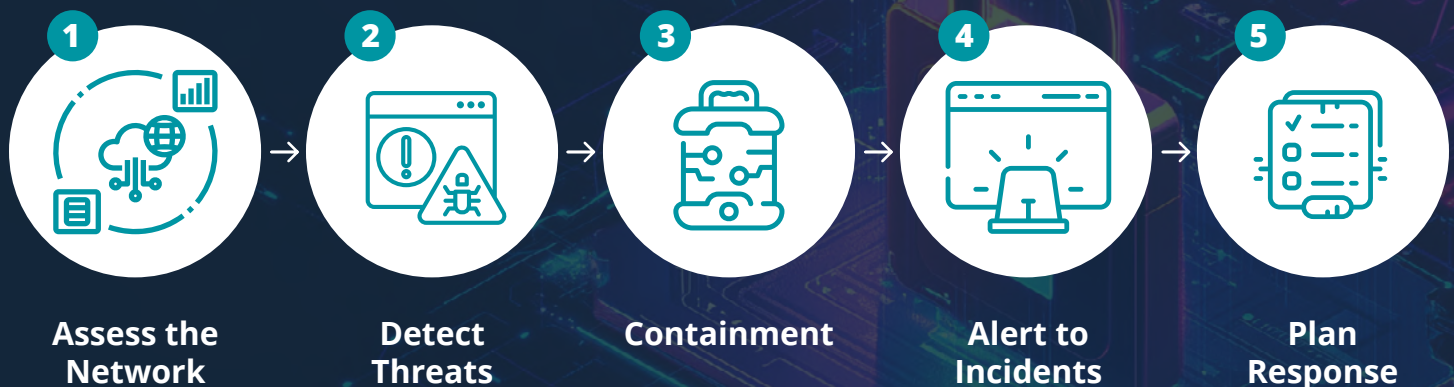 1
2
3
4
5
Assess the
Network
Detect
Threats
Containment
Alert to
Incidents
Plan
Response